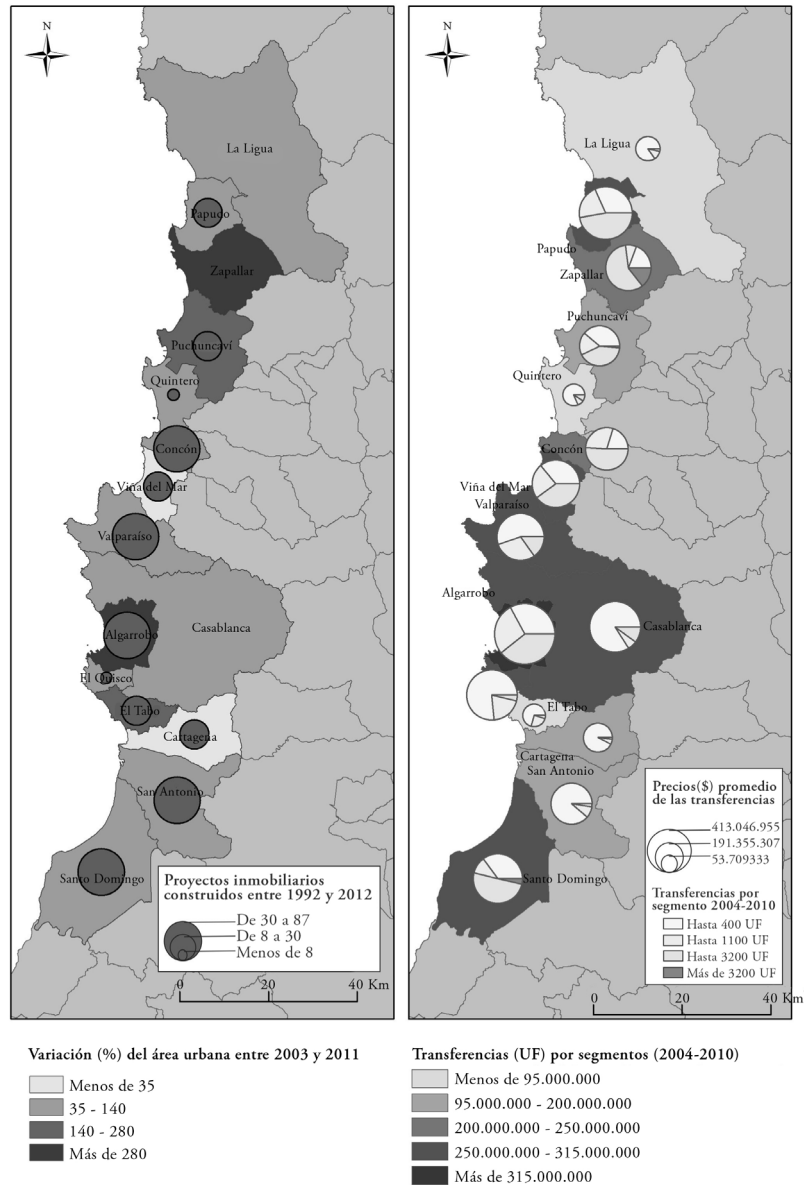 N
La Ligua
Papudo
Zapallar
Puchuncaví
Quintero
Concón
Viña del Mar
Valparaíso
Algarrobo
Casablanca
El Quisco
El Tabo
Cartagena
San Antonio
Santo Domingo
Proyectos inmobiliarios
construidos entre 1992 y 2012
De 30 a 87
De 8 a 30
Menos de 8
0 20 40 Km
Variación (%) del área urbana entre 2003 y 2011
Menos de 35
35 - 140
140 - 280
Más de 280
N
La Ligua
Papudo
Zapallar
Puchuncaví
Quintero
Concón
Viña del Mar
Valparaíso
Algarrobo
Casablanca
El Tabo
Cartagena
San Antonio
Santo Domingo
Precios($) promedio
de las transferencias
413.046.955
191.355.307
53.709333
Transferencias por
segmento 2004-2010
Hasta 400 UF
Hasta 1100 UF
Hasta 3200 UF
Más de 3200 UF
0 20 40 Km
Transferencias (UF) por segmentos (2004-2010)
Menos de 95.000.000
95.000.000 - 200.000.000
200.000.000 - 250.000.000
250.000.000 - 315.000.000
Más de 315.000.000